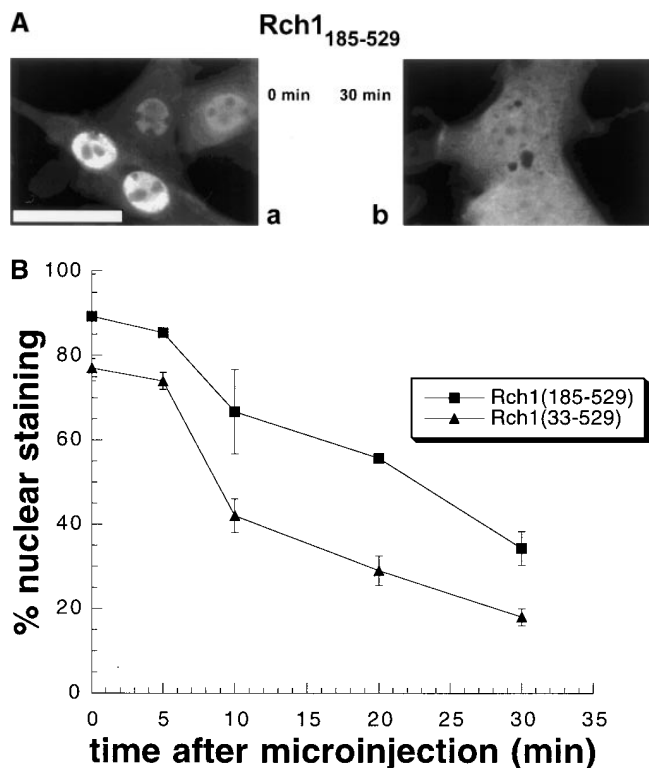 A
Rch1185-529
0 min 30 min
a b
B
100
80
60
40
20
0
% nuclear staining
Rch1(185-529)
Rch1(33-529)
0 5 10 15 20 25 30 35
time after microinjection (min)